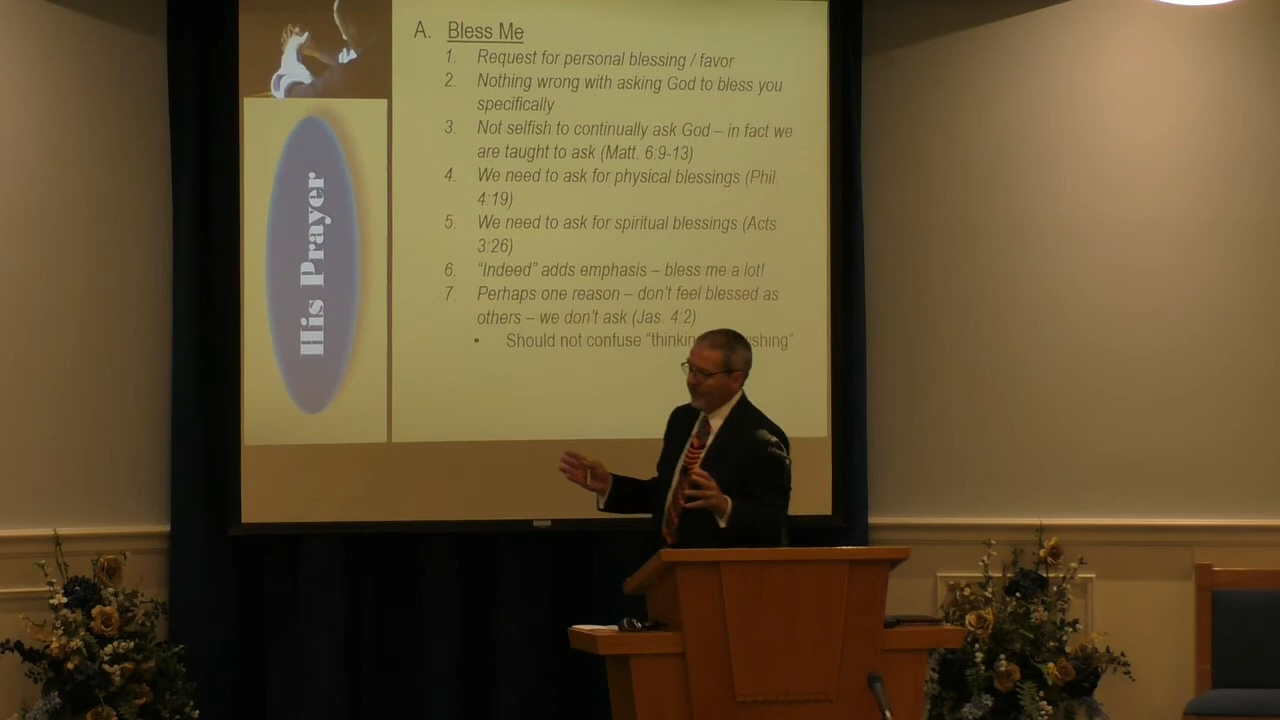 A. Bless Me
1. Request for personal blessing / favor
2. Nothing wrong with asking God to bless you
specifically
3. Not selfish to continually ask God – in fact we
are taught to ask (Matt. 6:9-13)
4. We need to ask for physical blessings (Phil.
4:19)
5. We need to ask for spiritual blessings (Acts
3:26)
6. “Indeed” adds emphasis – bless me a lot!
7. Perhaps one reason – don’t feel blessed as
others – we don’t ask (Jas. 4:2)
• Should not confuse
His Prayer